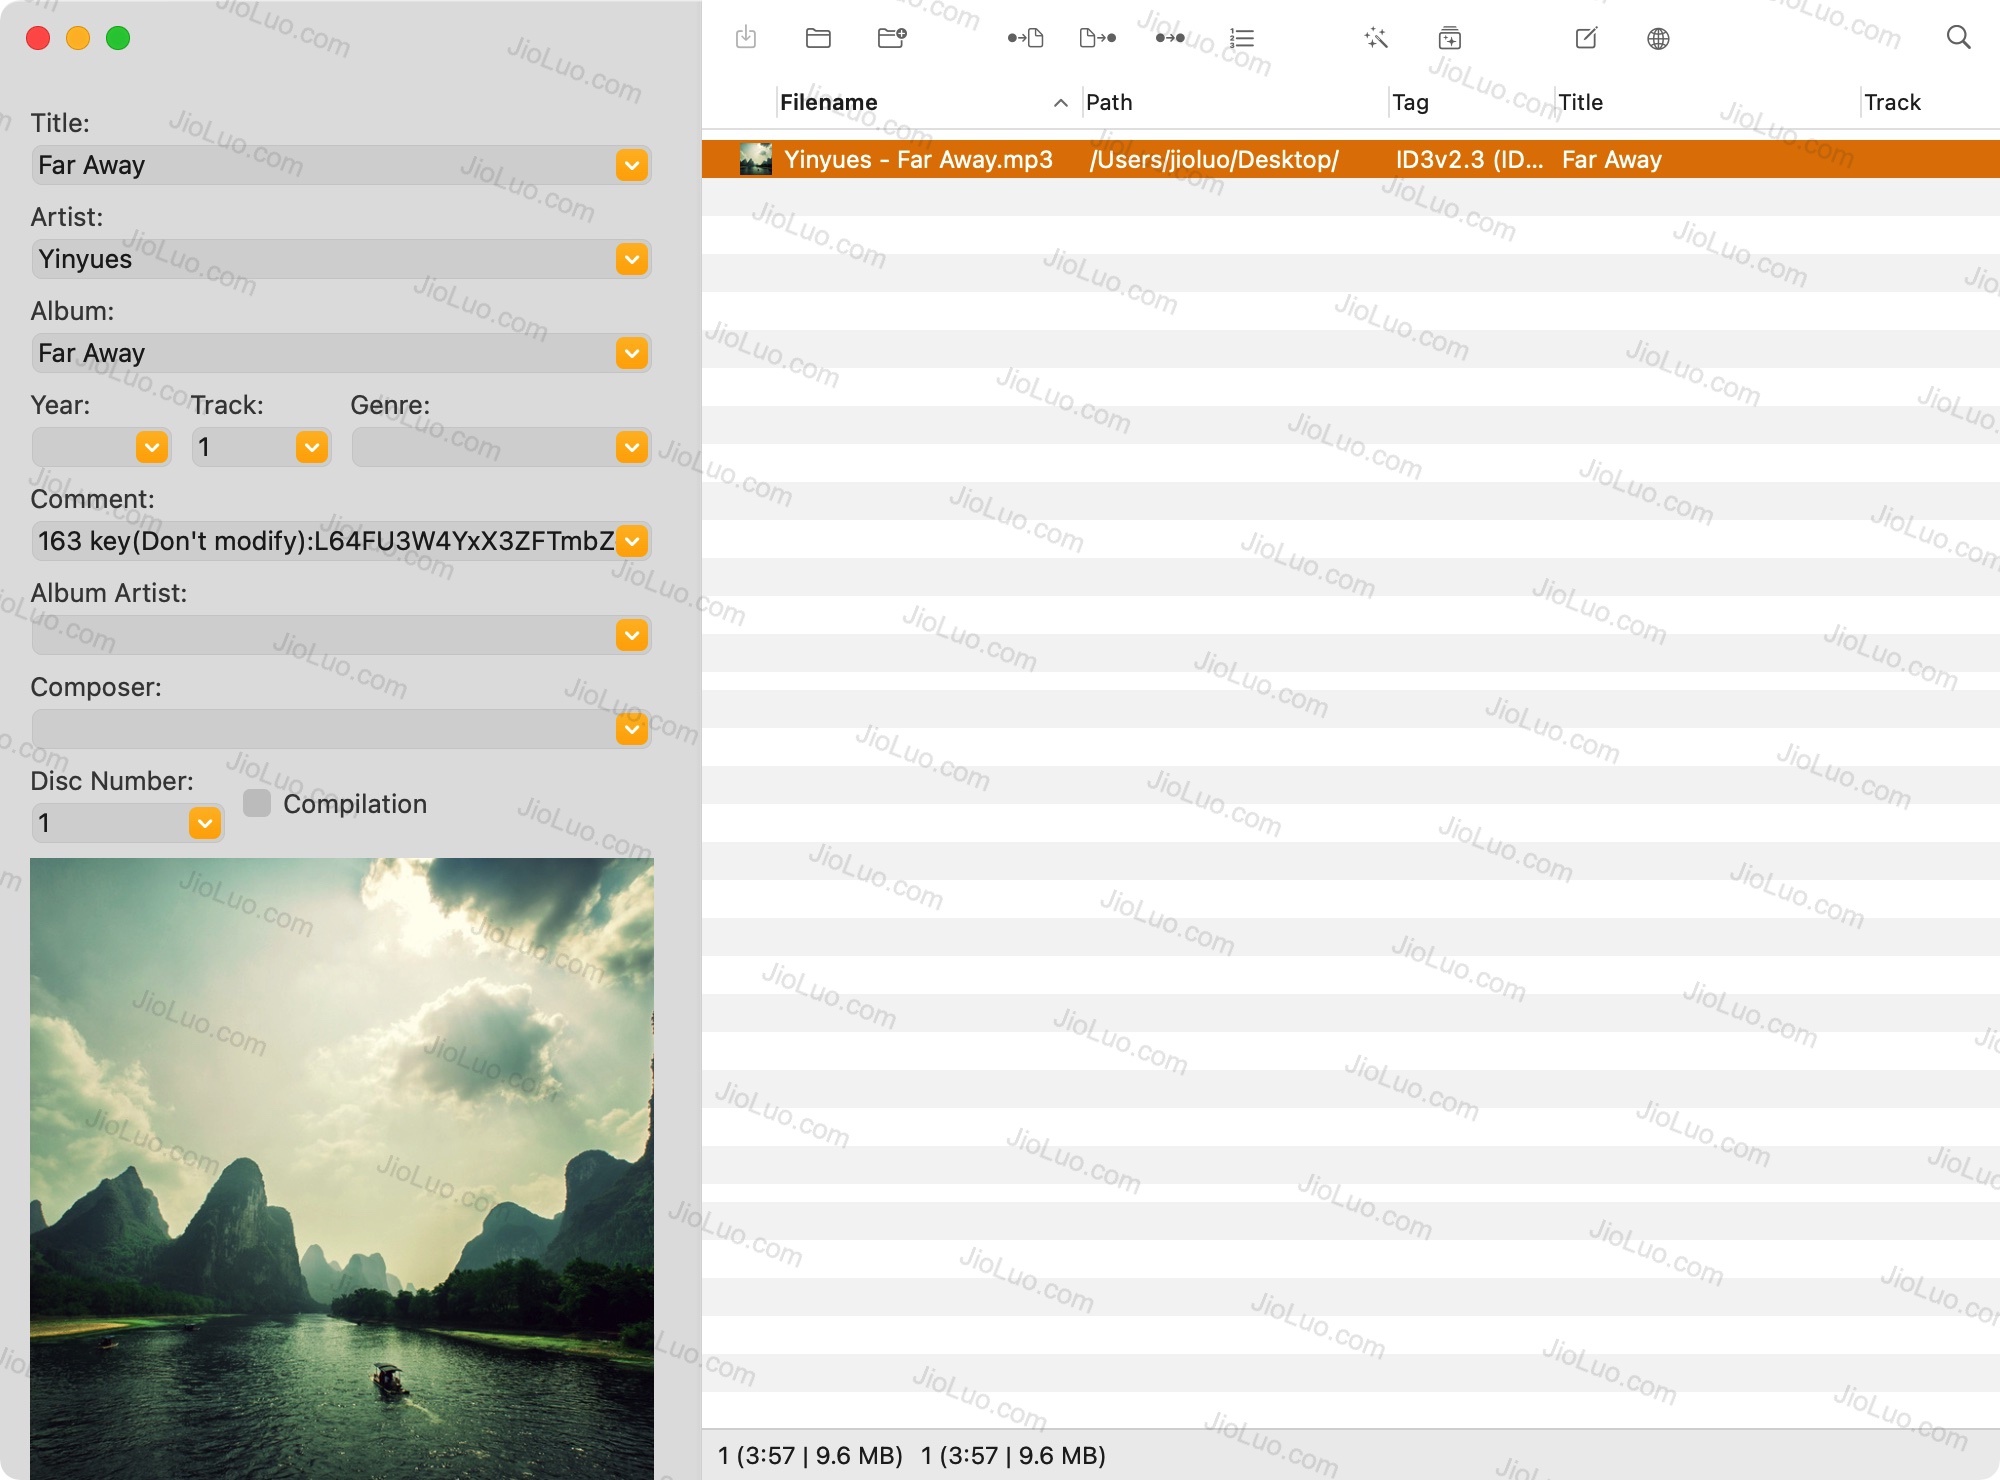 Title:
Far Away
Artist:
Yinyues
Album:
Far Away
Year: Track: Genre:
1
Comment:
163 key(Don't modify):L64FU3W4YxX3ZFTmbZ
Album Artist:
Composer:
Disc Number:
1
Compilation
Filename Path Tag Title Track
Yinyues - Far Away.mp3 /Users/jioluo/Desktop/ ID3v2.3 (ID... Far Away
1 (3:57 | 9.6 MB) 1 (3:57 | 9.6 MB)
JioLuo.com